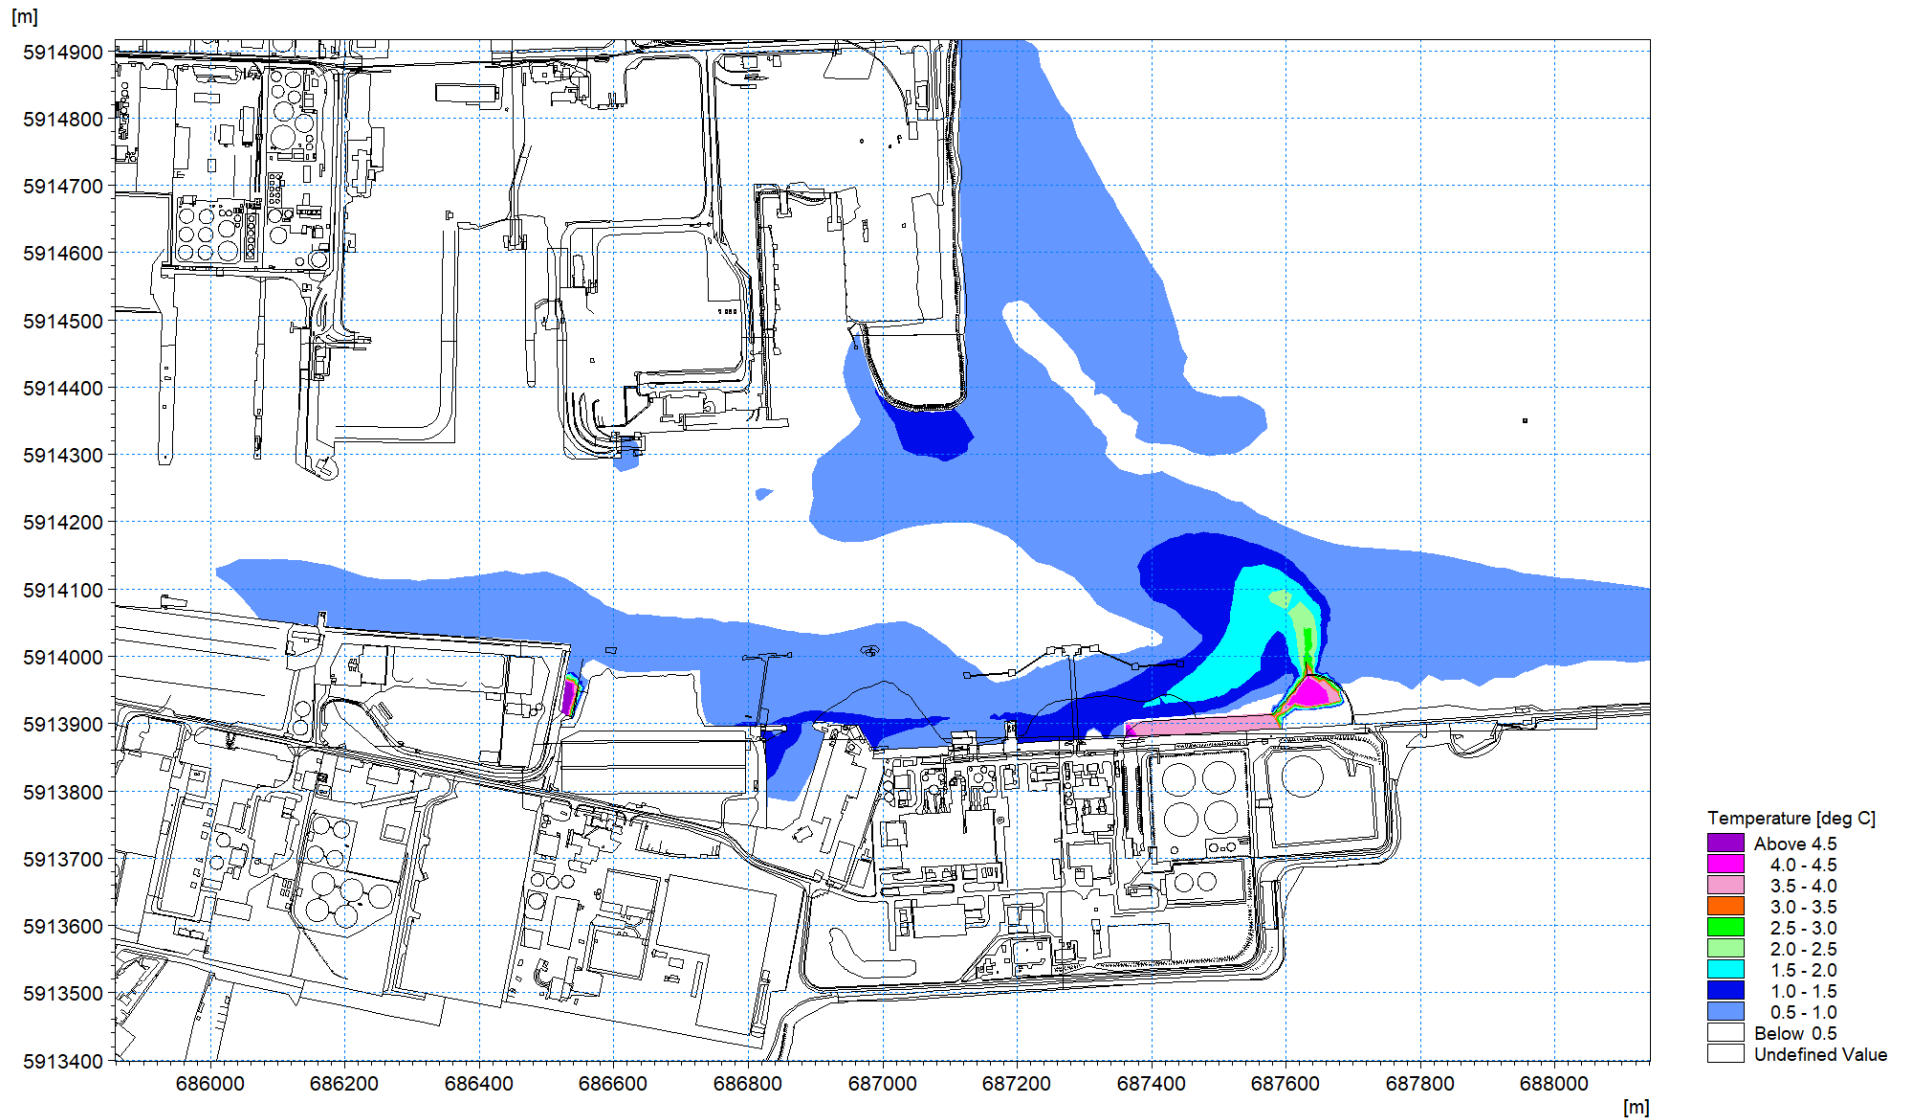 [m]
5914900
5914800
5914700
5914600
5914500
5914400
5914300
5914200
5914100
5914000
5913900
5913800
5913700
5913600
5913500
5913400
686000 686200 686400 686600 686800 687000 687200 687400 687600 687800 688000
[m]
Temperature [deg C]
Above 4.5
4.0 - 4.5
3.5 - 4.0
3.0 - 3.5
2.5 - 3.0
2.0 - 2.5
1.5 - 2.0
1.0 - 1.5
0.5 - 1.0
Below 0.5
Undefined Value